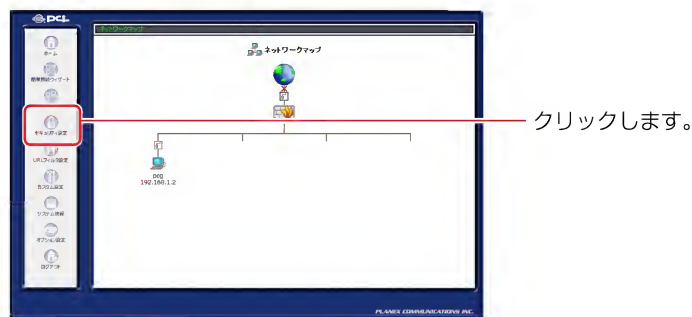 PCI
ネットワークマップ
ホーム
ネットワークマップ
簡単接続ウィザード
セキュリティ設定
クリックします。
URLフィルタ設定
pcg
192.168.1.2
カスタム設定
システム情報
オプション設定
ログアウト
PLANEX COMMUNICATIONS INC.